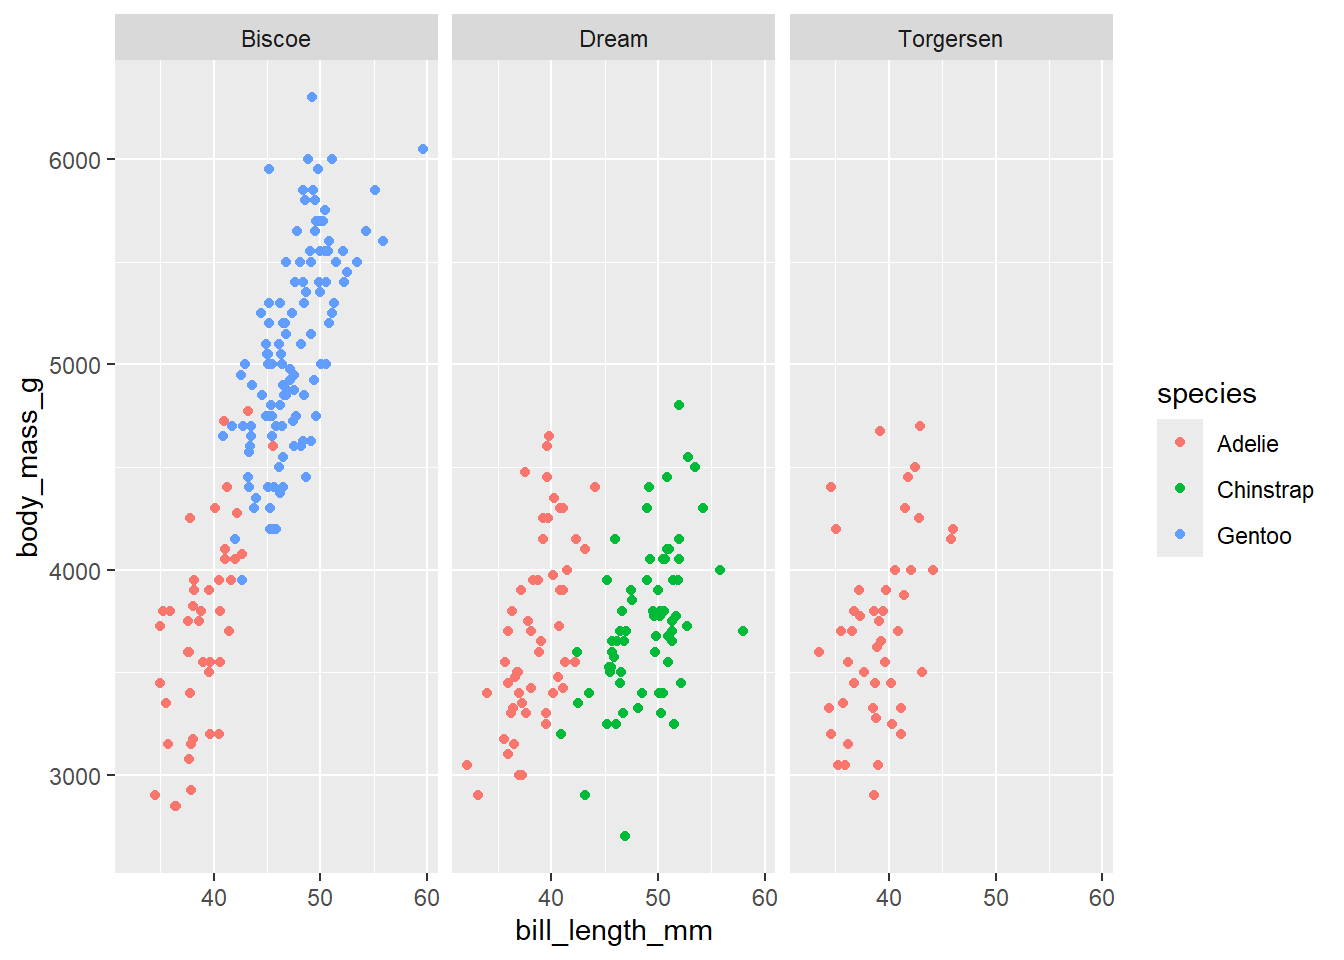 Biscoe
Dream
Torgersen
6000
5000
4000
3000
body_mass_g
40 50 60
40 50 60
40 50 60
bill_length_mm
species
Adelie
Chinstrap
Gentoo